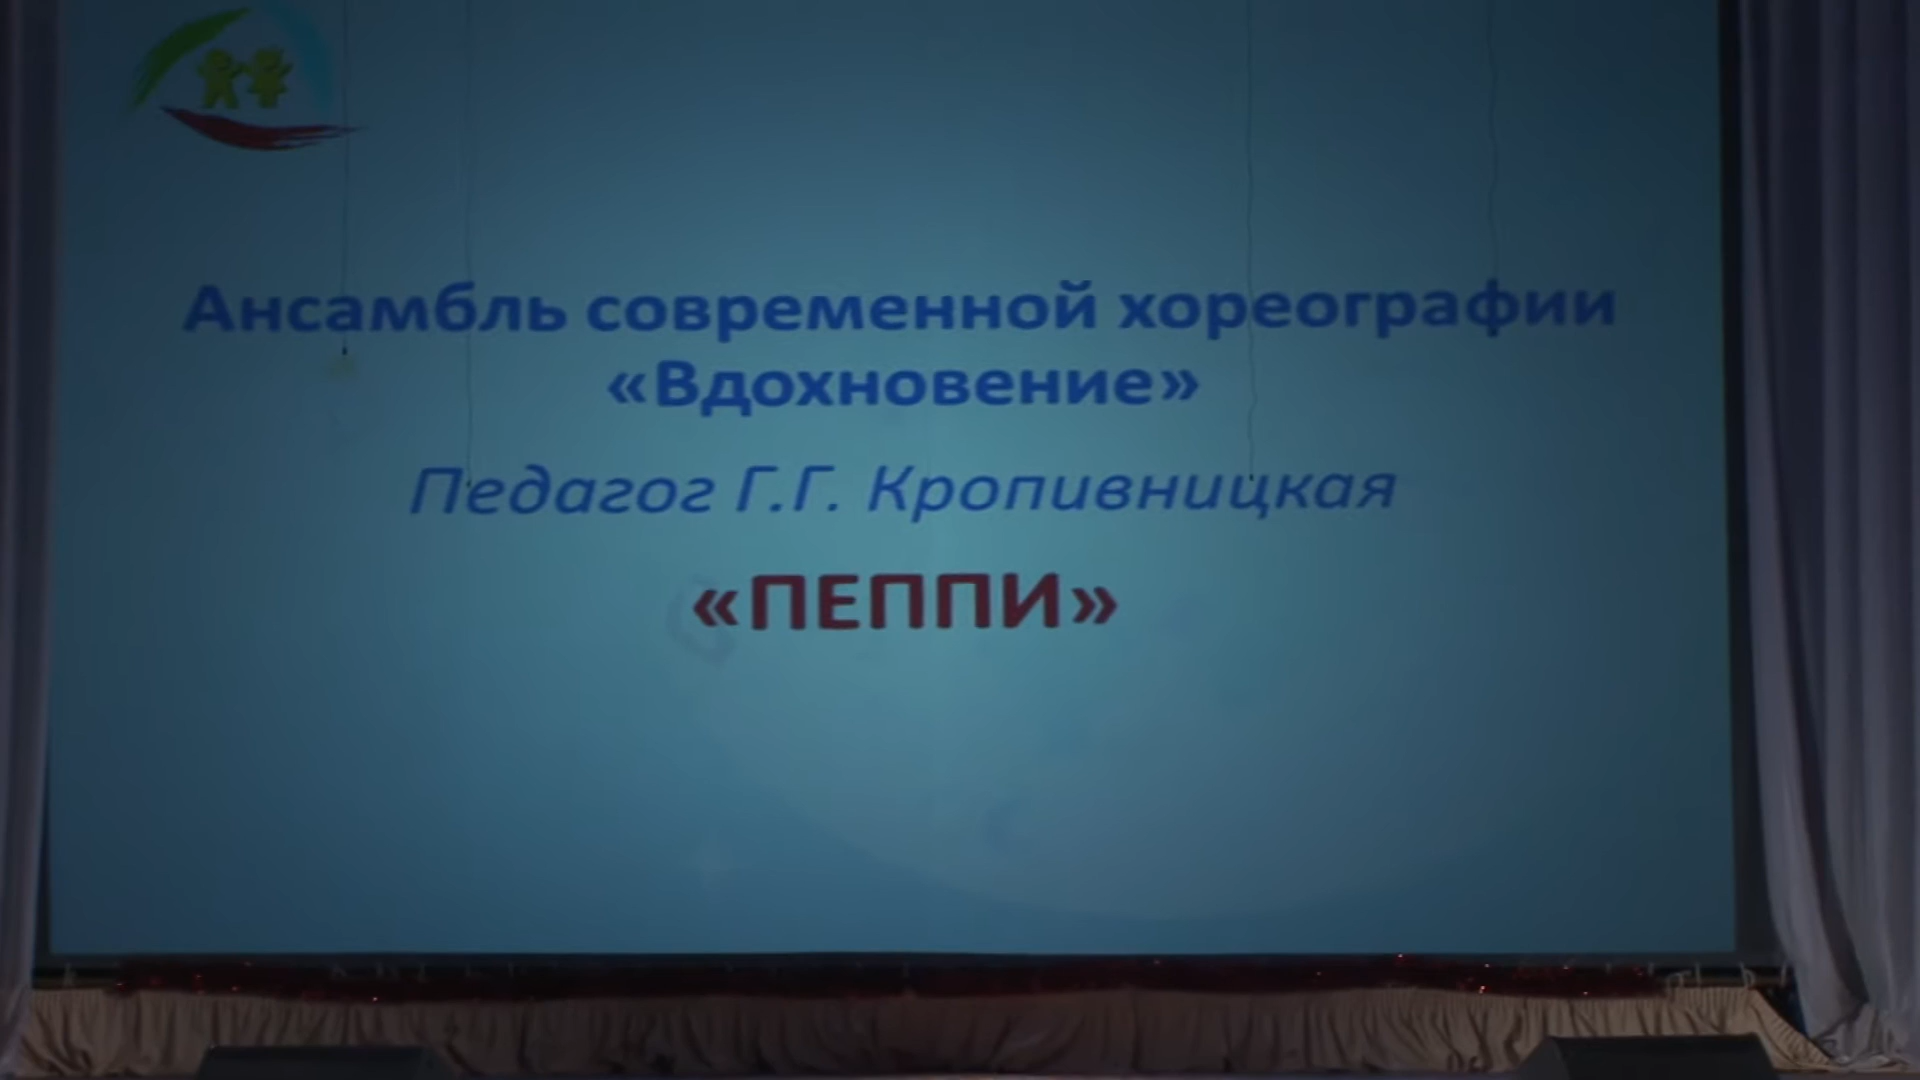 Ансамбль современной хореографии
«Вдохновение»
Педагог Г.Г. Кропивницкая
«ПЕППИ»